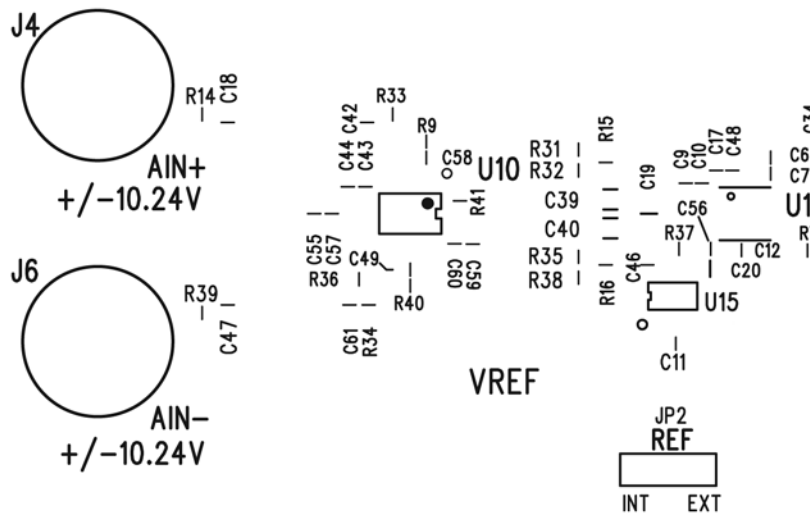 J4
R14
C18
AIN+
+/-10.24V
J6
R39
C47
AIN-
+/-10.24V
C42
R33
R9
C44
C43
C58
U10
R41
C55
C57
C49
R36
R40
C60
C59
C61
R34
R31
R32
R15
C39
C40
R35
R38
R16
C19
C9
C10
C17
C48
C34
C6
C7
C56
R37
C46
C20
C12
U15
C11
VREF
JP2
REF
INT EXT